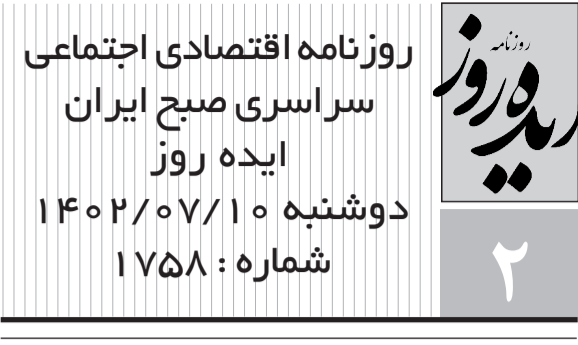 روزنامه
ایده روز
۲
روزنامه اقتصادی اجتماعی
سراسری صبح ایران
ایده روز
دوشنبه ۱۴۰۲/۰۷/۱۰
شماره : ۱۷۵۸